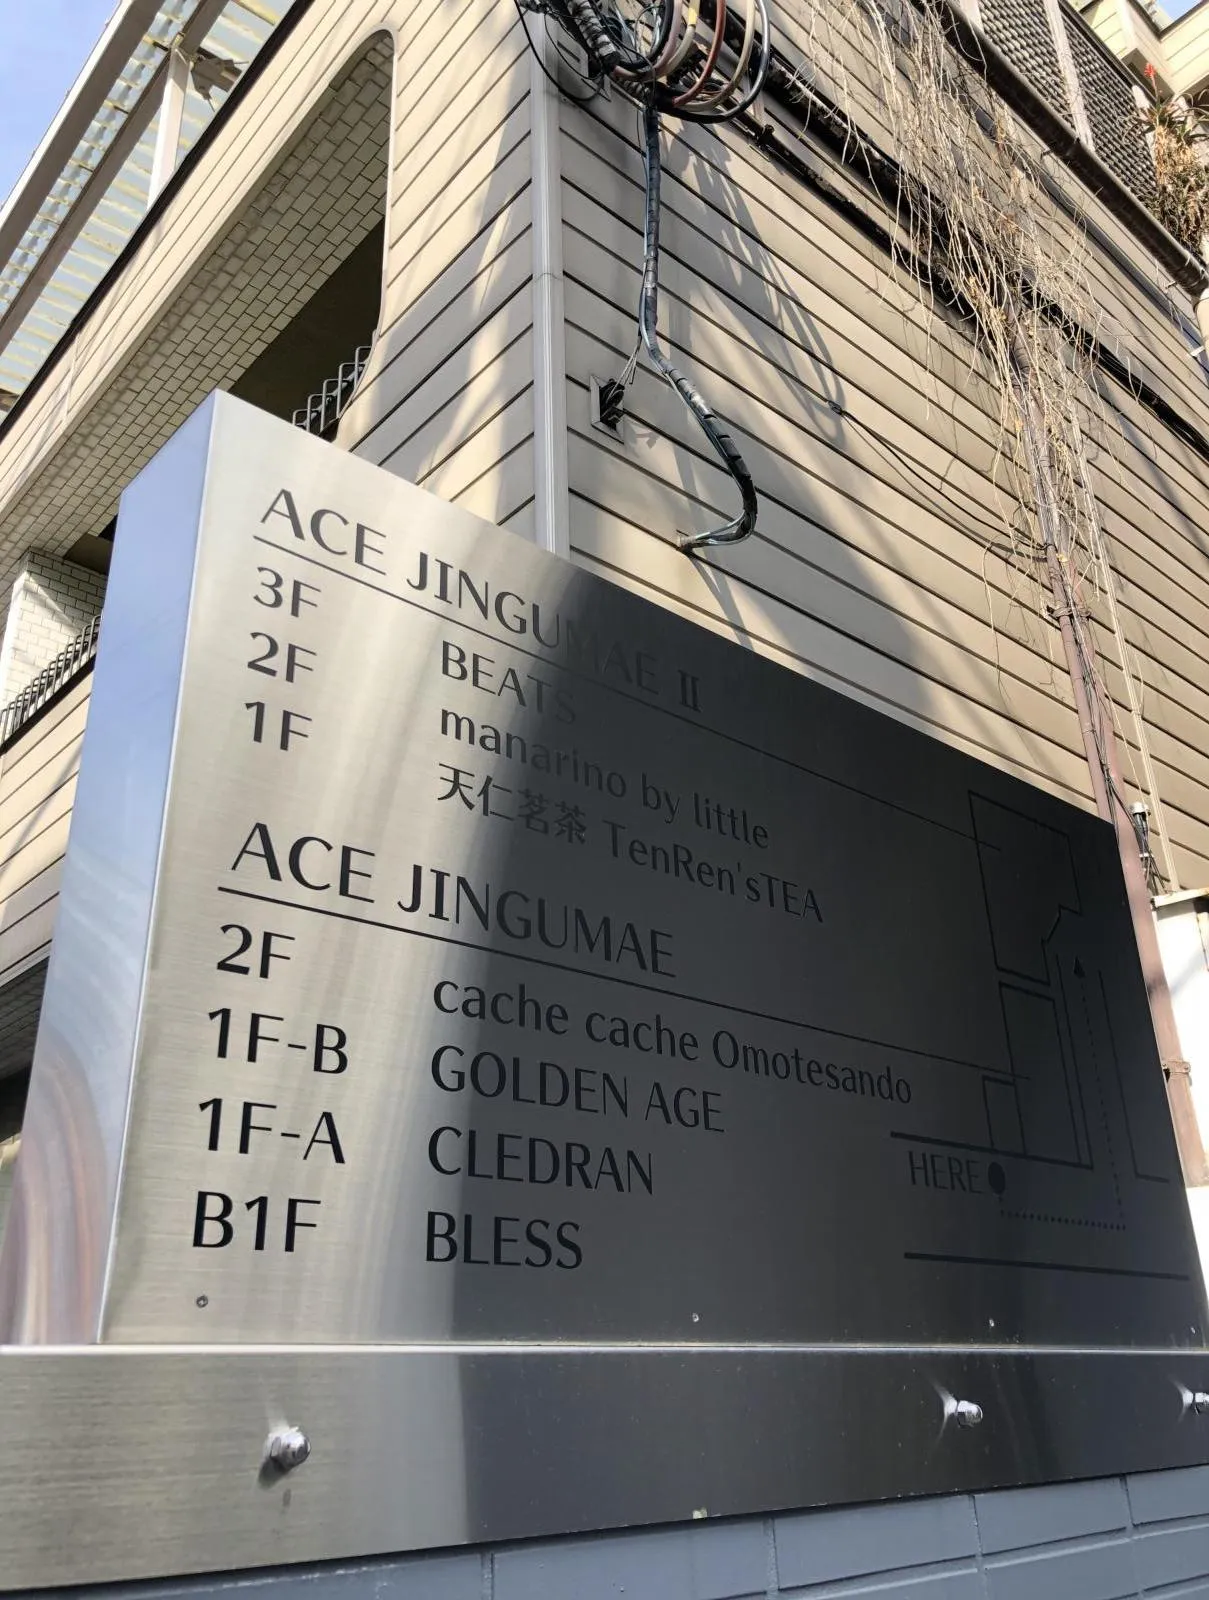 ACE JINGUMAE II
3F BEATS
2F manarino by little
1F 天仁茗茶 TenRen'sTEA
ACE JINGUMAE
2F cache cache Omotesando
1F-B GOLDEN AGE
1F-A CLEDRAN
B1F BLESS
HERE